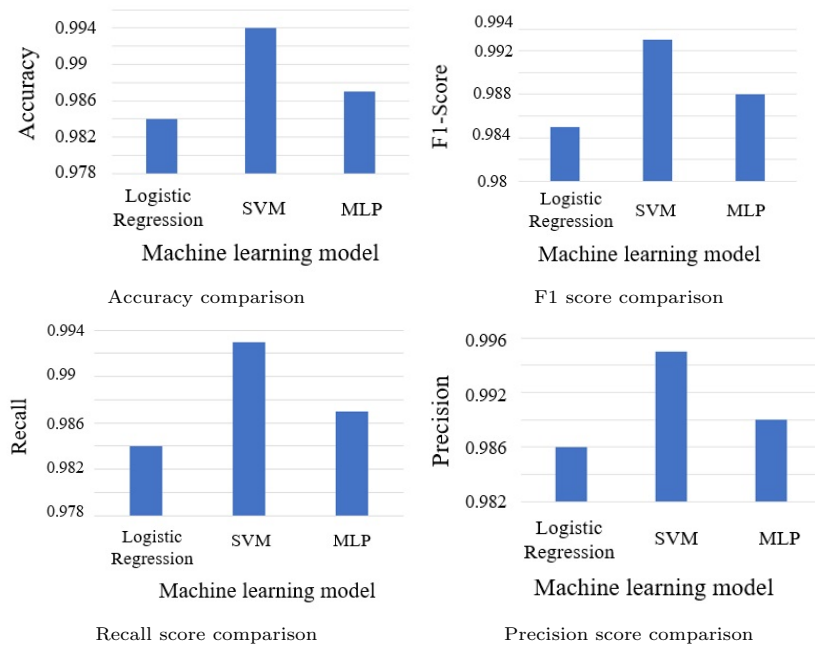 0.994
0.99
0.986
0.982
0.978
Accuracy
Logistic
Regression
SVM
MLP
Machine learning model
Accuracy comparison
0.994
0.992
0.988
0.984
0.98
F1-Score
Logistic
Regression
SVM
MLP
Machine learning model
F1 score comparison
0.994
0.99
0.986
0.982
0.978
Recall
Logistic
Regression
SVM
MLP
Machine learning model
Recall score comparison
0.996
0.992
0.986
0.982
Precision
Logistic
Regression
SVM
MLP
Machine learning model
Precision score comparison